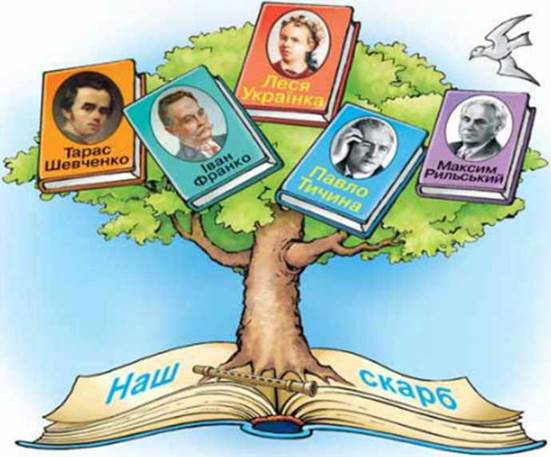 Леся
Українка
Тарас
Шевченко
Іван
Франко
Павло
Тичина
Максим
Рильський
Наш
скарб